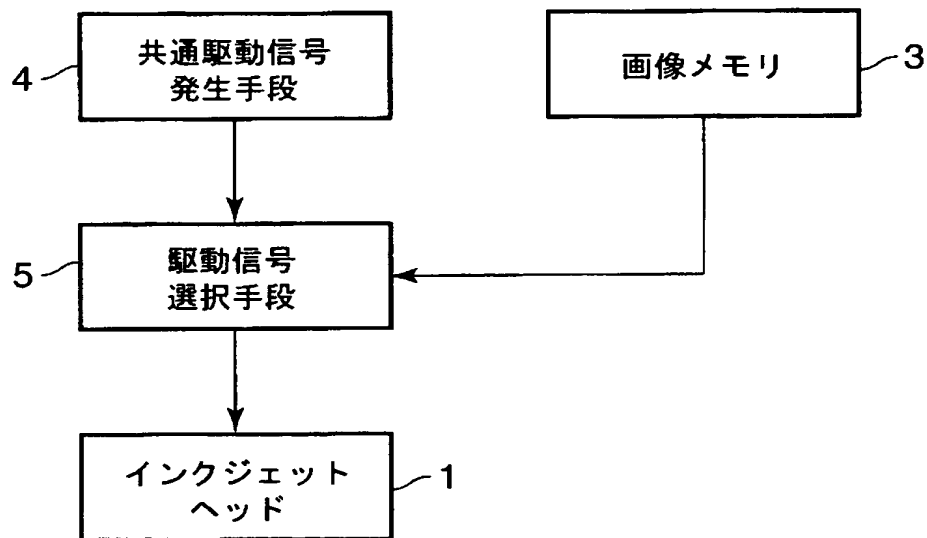 4
共通駆動信号
発生手段
画像メモリ
3
5
駆動信号
選択手段
インクジェット
ヘッド
1